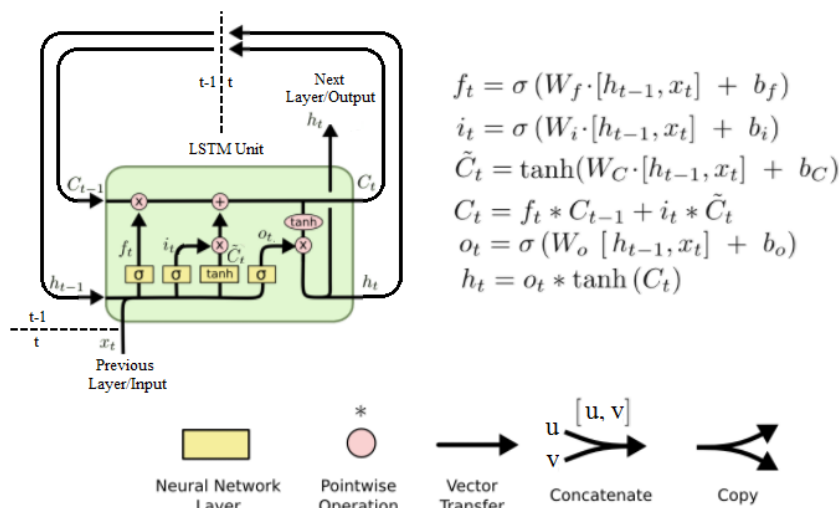 t-1 t
Next
Layer/Output
h_t
LSTM Unit
C_{t-1}
C_t
x
+
tanh
f_t
i_t
x
C̃_t
o_t
x
σ
σ
tanh
σ
h_{t-1}
h_t
t-1
t
x_t
Previous
Layer/Input
f_t = σ(W_f·[h_{t-1}, x_t] + b_f)
i_t = σ(W_i·[h_{t-1}, x_t] + b_i)
C̃_t = tanh(W_C·[h_{t-1}, x_t] + b_C)
C_t = f_t * C_{t-1} + i_t * C̃_t
o_t = σ(W_o [h_{t-1}, x_t] + b_o)
h_t = o_t * tanh(C_t)
*
u
v
[u, v]
Neural Network
Layer
Pointwise
Operation
Vector
Transfer
Concatenate
Copy